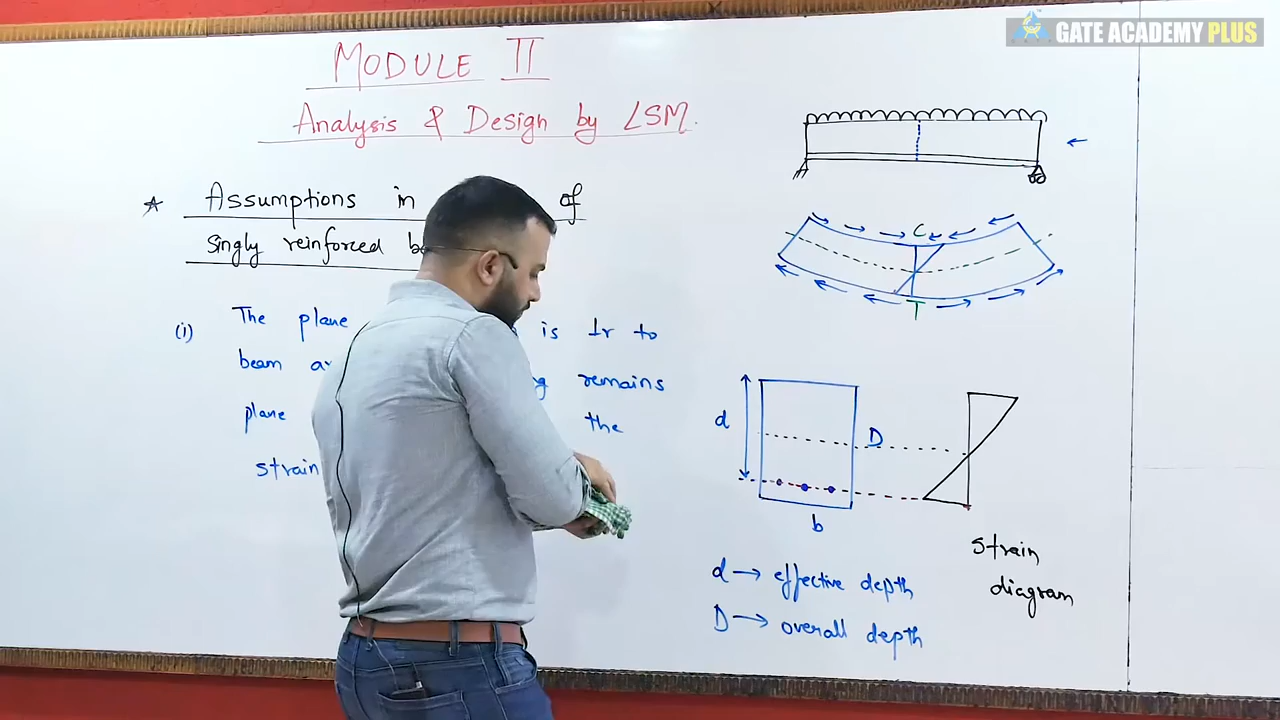 GATE ACADEMY PLUS
MODULE II
Analysis & Design by LSM.
* Assumptions in of
singly reinforced
(i) The plane is ⊥r to
beam remains
plane the
strain
C
T
d
D
b
strain
diagram
d → effective depth
D → overall depth